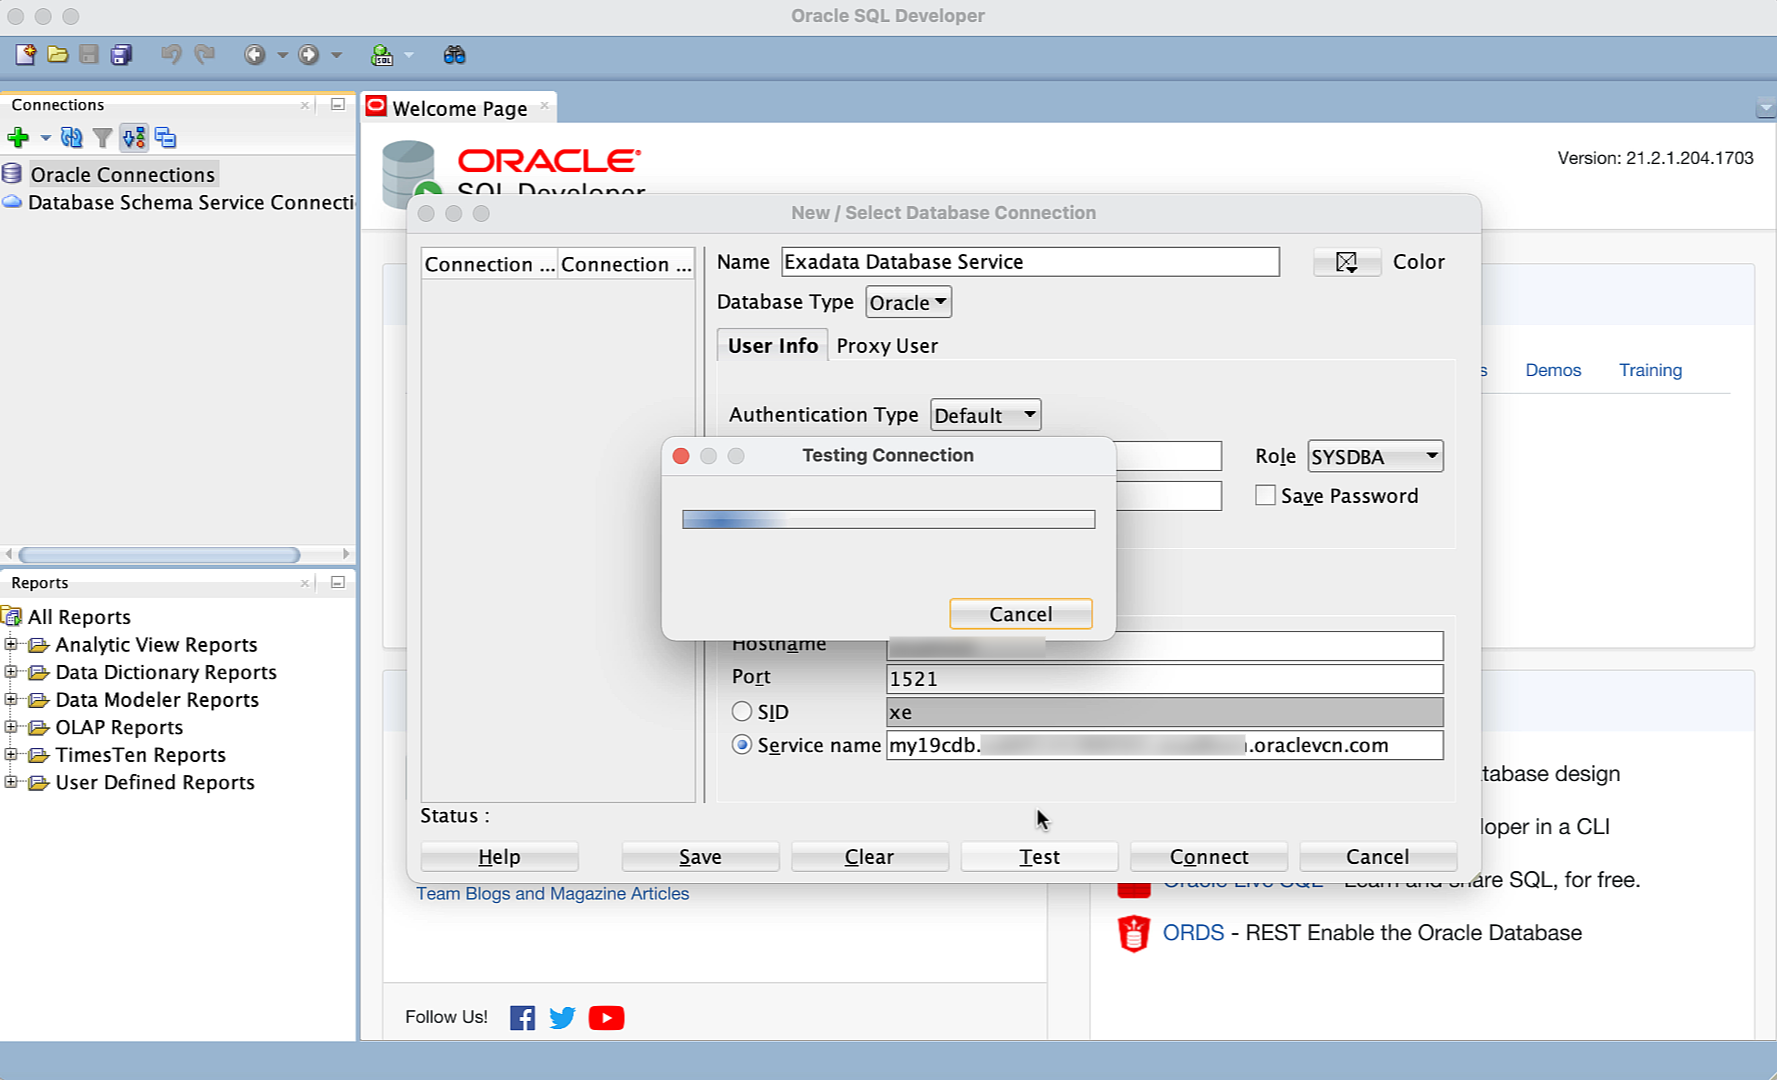 Oracle SQL Developer
Connections
Oracle Connections
Database Schema Service Connecti
Reports
All Reports
Analytic View Reports
Data Dictionary Reports
Data Modeler Reports
OLAP Reports
TimesTen Reports
User Defined Reports
Welcome Page
ORACLE
SQL Developer
Version: 21.2.1.204.1703
New / Select Database Connection
Connection ... Connection ...
Name Exadata Database Service Color
Database Type Oracle
User Info Proxy User
s Demos Training
Authentication Type Default
Testing Connection
Role SYSDBA
Save Password
Cancel
Hostname
Port 1521
SID xe
Service name my19cdb. .oraclevcn.com
Status :
Help Save Clear Test Connect Cancel
tabase design
loper in a CLI
Oracle Live SQL - Learn and share SQL, for free.
Team Blogs and Magazine Articles
ORDS - REST Enable the Oracle Database
Follow Us!